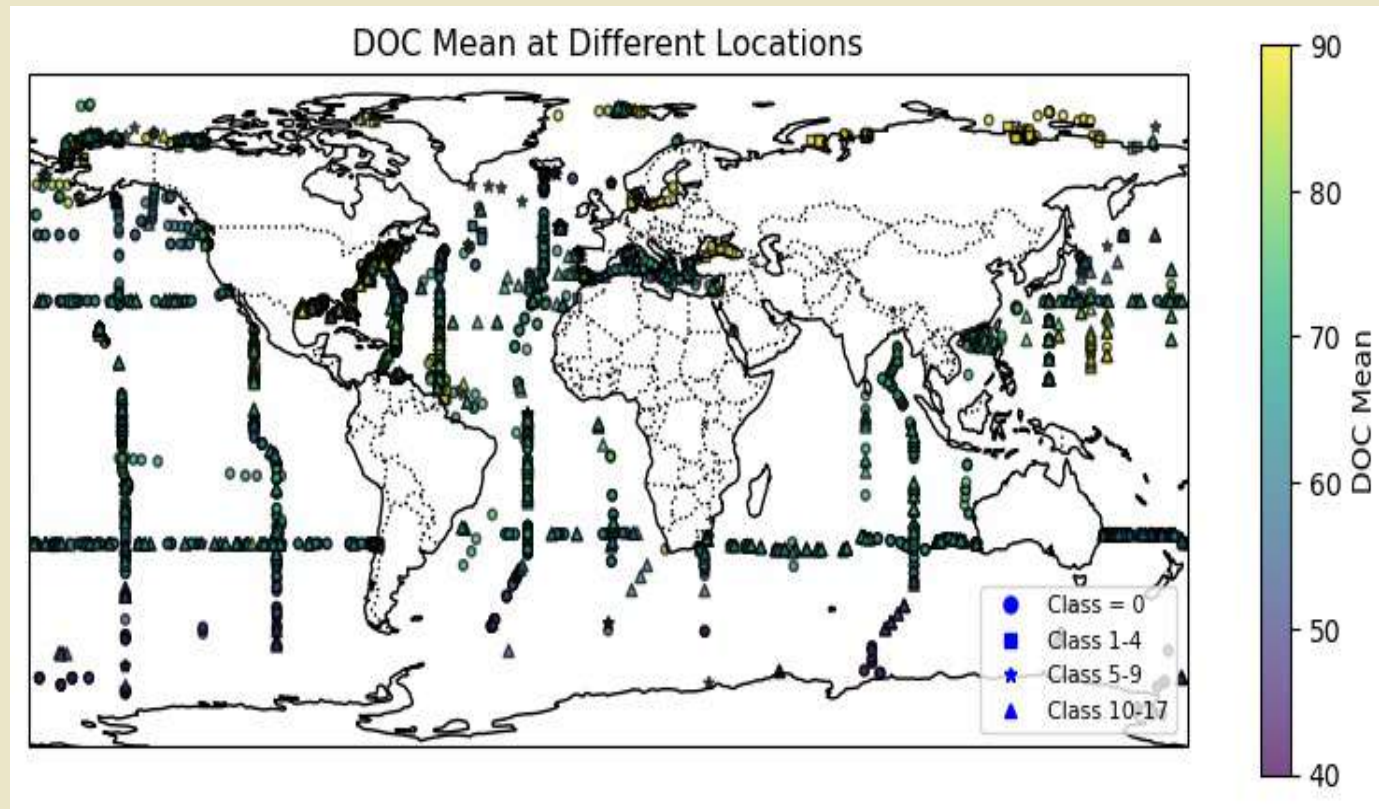 DOC Mean at Different Locations
90
80
70
60
50
40
DOC Mean
Class = 0
Class 1-4
Class 5-9
Class 10-17